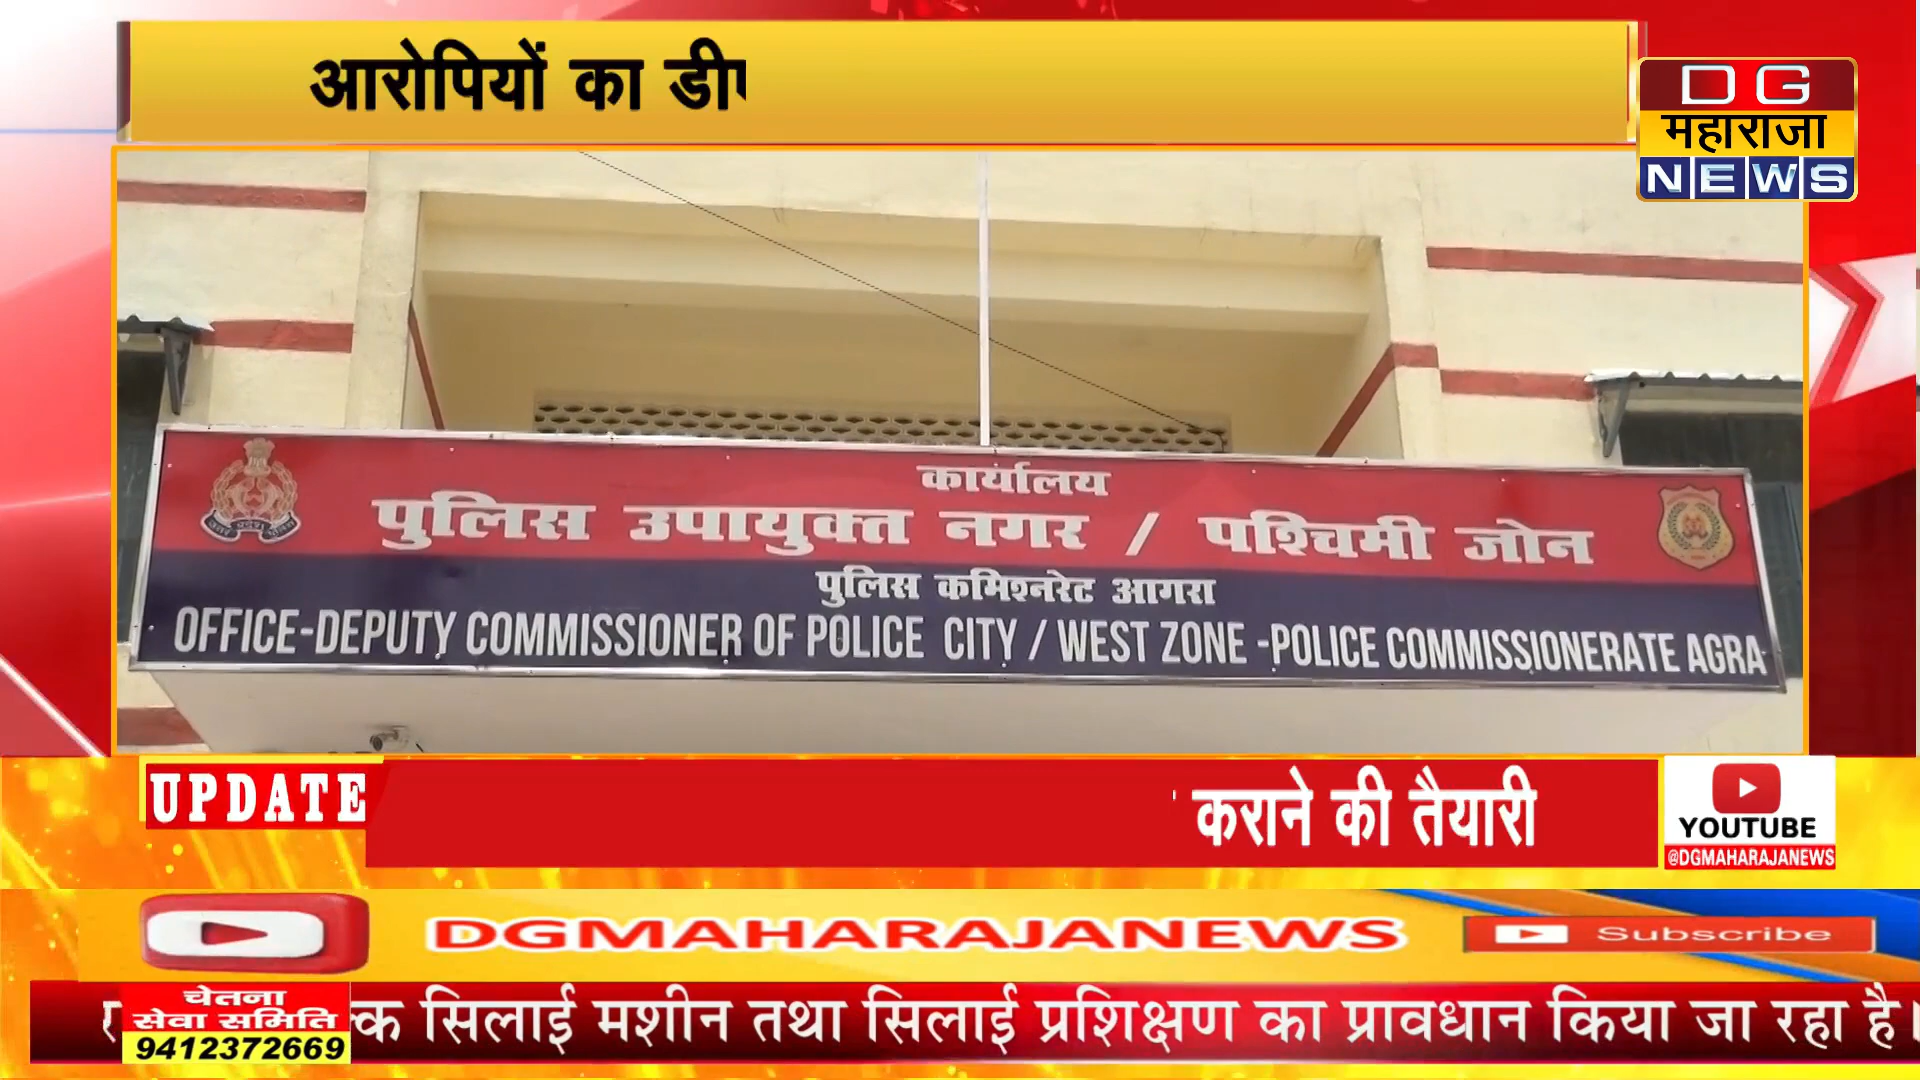 आरोपियों का
DG
महाराजा
NEWS
कार्यालय
पुलिस उपायुक्त नगर / पश्चिमी जोन
पुलिस कमिश्नरेट आगरा
OFFICE-DEPUTY COMMISSIONER OF POLICE CITY / WEST ZONE -POLICE COMMISSIONERATE AGRA
UPDATE
कराने की तैयारी
YOUTUBE
@DGMAHARAJANEWS
DGMAHARAJANEWS
Subscribe
चेतना
सेवा समिति
9412372669
सिलाई मशीन तथा सिलाई प्रशिक्षण का प्रावधान किया जा रहा है।